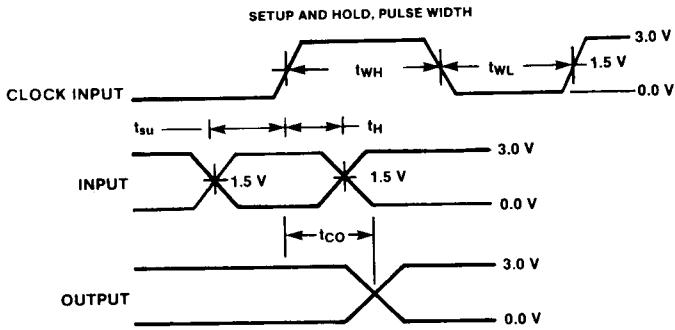 SETUP AND HOLD, PULSE WIDTH
3.0 V
tWH
tWL
1.5 V
CLOCK INPUT
0.0 V
tsu
tH
3.0 V
INPUT
1.5 V
1.5 V
0.0 V
tCO
3.0 V
OUTPUT
0.0 V